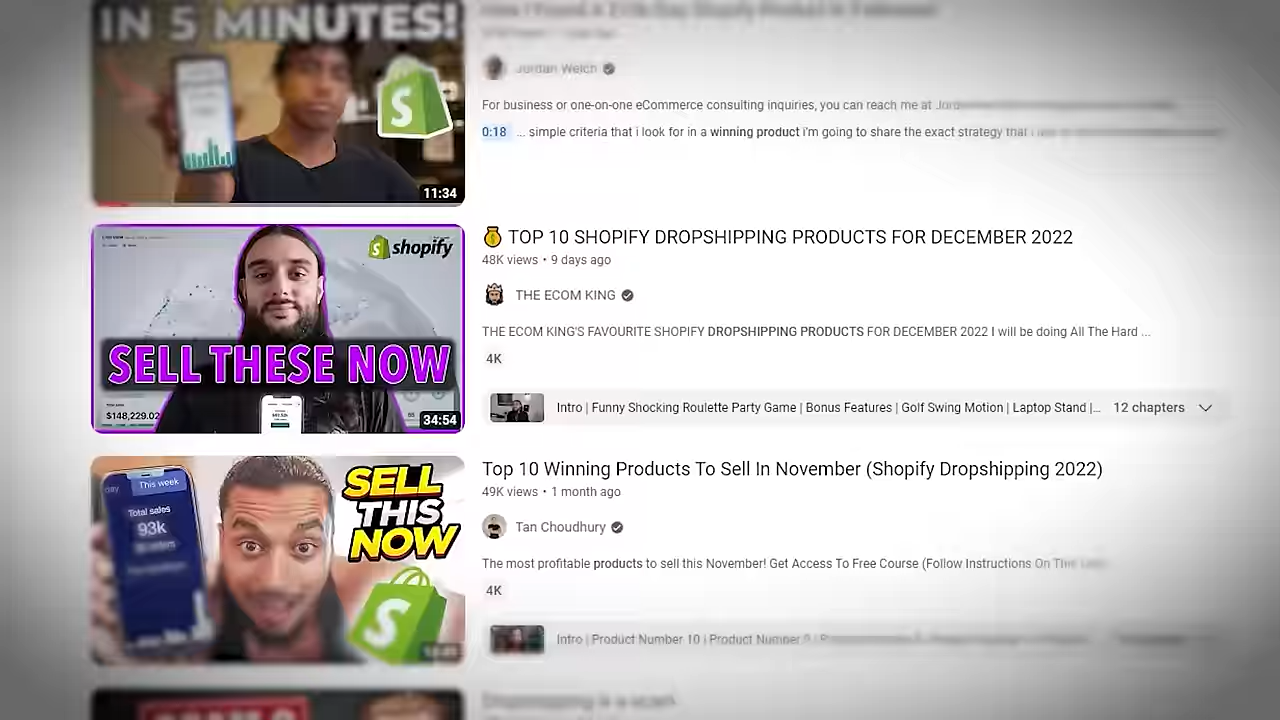 IN 5 MINUTES!
11:34
Jordan Welch
For business or one-on-one eCommerce consulting inquiries, you can reach me at
0:18 ... simple criteria that i look for in a winning product i'm going to share the exact strategy that i
shopify
SELL THESE NOW
$148,229.02
34:54
TOP 10 SHOPIFY DROPSHIPPING PRODUCTS FOR DECEMBER 2022
48K views • 9 days ago
THE ECOM KING
THE ECOM KING'S FAVOURITE SHOPIFY DROPSHIPPING PRODUCTS FOR DECEMBER 2022 I will be doing All The Hard ...
4K
Intro | Funny Shocking Roulette Party Game | Bonus Features | Golf Swing Motion | Laptop Stand |... 12 chapters
day This week
Total sales
93k
SELL
THIS
NOW
Top 10 Winning Products To Sell In November (Shopify Dropshipping 2022)
49K views • 1 month ago
Tan Choudhury
The most profitable products to sell this November! Get Access To Free Course (Follow Instructions On
4K
Intro | Product Number 10 | Product Number 9 |
Dropshipping is a scam